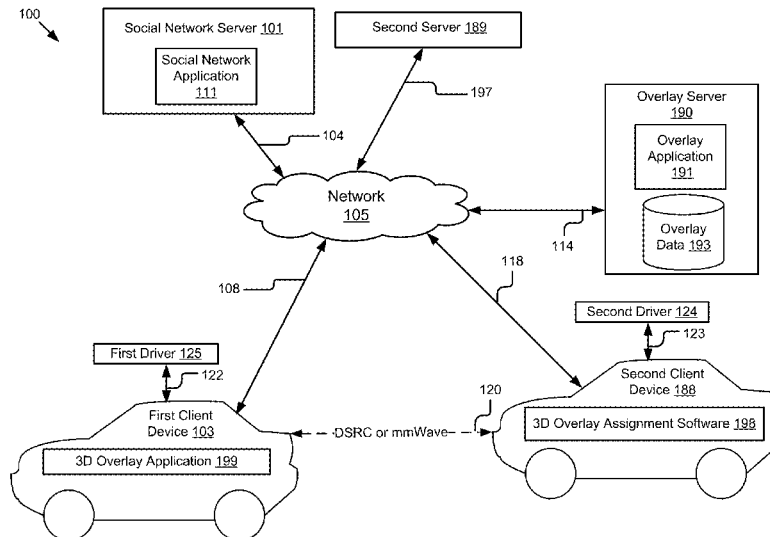 100
Social Network Server 101
Social Network
Application
111
Second Server 189
197
104
Overlay Server
190
Overlay
Application
191
Overlay
Data 193
Network
105
114
108
118
Second Driver 124
123
First Driver 125
122
120
Second Client
Device 188
First Client
Device 103
DSRC or mmWave
3D Overlay Assignment Software 198
3D Overlay Application 199